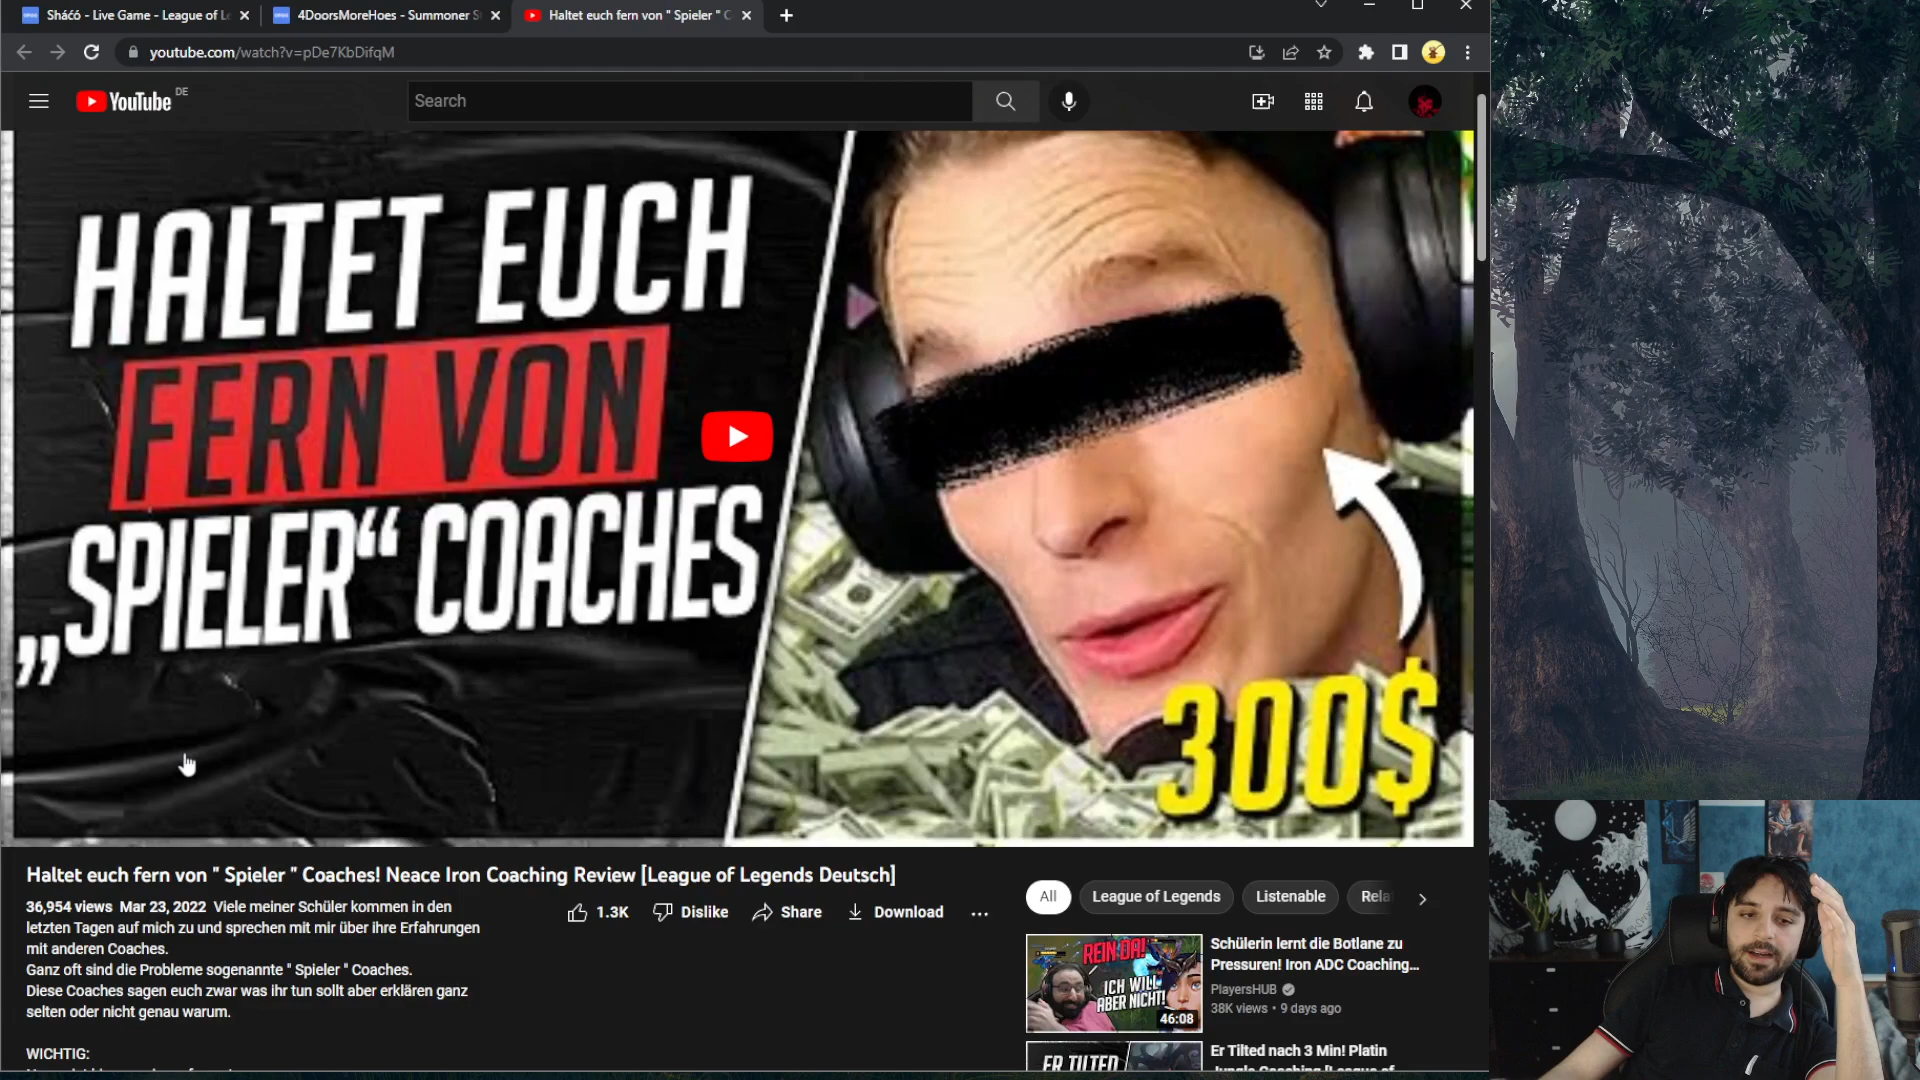 Sháćó - Live Game - League of Le
4DoorsMoreHoes - Summoner S
Haltet euch fern von " Spieler " C
youtube.com/watch?v=pDe7KbDifqM
YouTube DE
Search
HALTET EUCH
FERN VON
„SPIELER“ COACHES
300$
Haltet euch fern von " Spieler " Coaches! Neace Iron Coaching Review [League of Legends Deutsch]
36,954 views Mar 23, 2022 Viele meiner Schüler kommen in den
letzten Tagen auf mich zu und sprechen mit mir über ihre Erfahrungen
mit anderen Coaches.
Ganz oft sind die Probleme sogenannte " Spieler " Coaches.
Diese Coaches sagen euch zwar was ihr tun sollt aber erklären ganz
selten oder nicht genau warum.
WICHTIG:
1.3K
Dislike
Share
Download
All
League of Legends
Listenable
Rela
REIN DA!
ICH WILL
ABER NICHT!
46:08
Schülerin lernt die Botlane zu
Pressuren! Iron ADC Coaching...
PlayersHUB
38K views • 9 days ago
ER TILTED
Er Tilted nach 3 Min! Platin
Jungle Coaching [League of